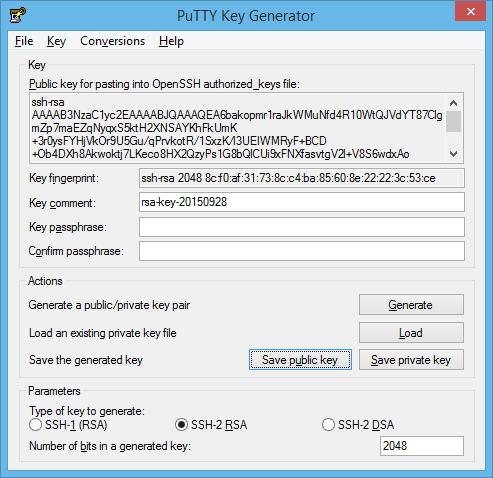 PuTTY Key Generator
File Key Conversions Help
Key
Public key for pasting into OpenSSH authorized_keys file:
ssh-rsa
AAAAB3NzaC1yc2EAAAABJQAAAQEA6bakopmr1raJkWMuNfd4R10WtQJVdYT87Clg
mZp7maEZqNyqxS5ktH2XNSAYKhFkUmK
+3r0ysFYHjVkOr9U5Gu/qPrvkotR/1SxzK/I3UEIWMRyF+BCD
+Ob4DXh8Akwoktj7LKeco8HX2QzyPs1G8bQlCUi9xFNXfasvtgV2l+V8S6wdxAo
Key fingerprint: ssh-rsa 2048 8c:f0:af:31:73:8c:c4:ba:85:60:8e:22:22:3c:53:ce
Key comment: rsa-key-20150928
Key passphrase:
Confirm passphrase:
Actions
Generate a public/private key pair Generate
Load an existing private key file Load
Save the generated key Save public key Save private key
Parameters
Type of key to generate:
SSH-1 (RSA) SSH-2 RSA SSH-2 DSA
Number of bits in a generated key: 2048